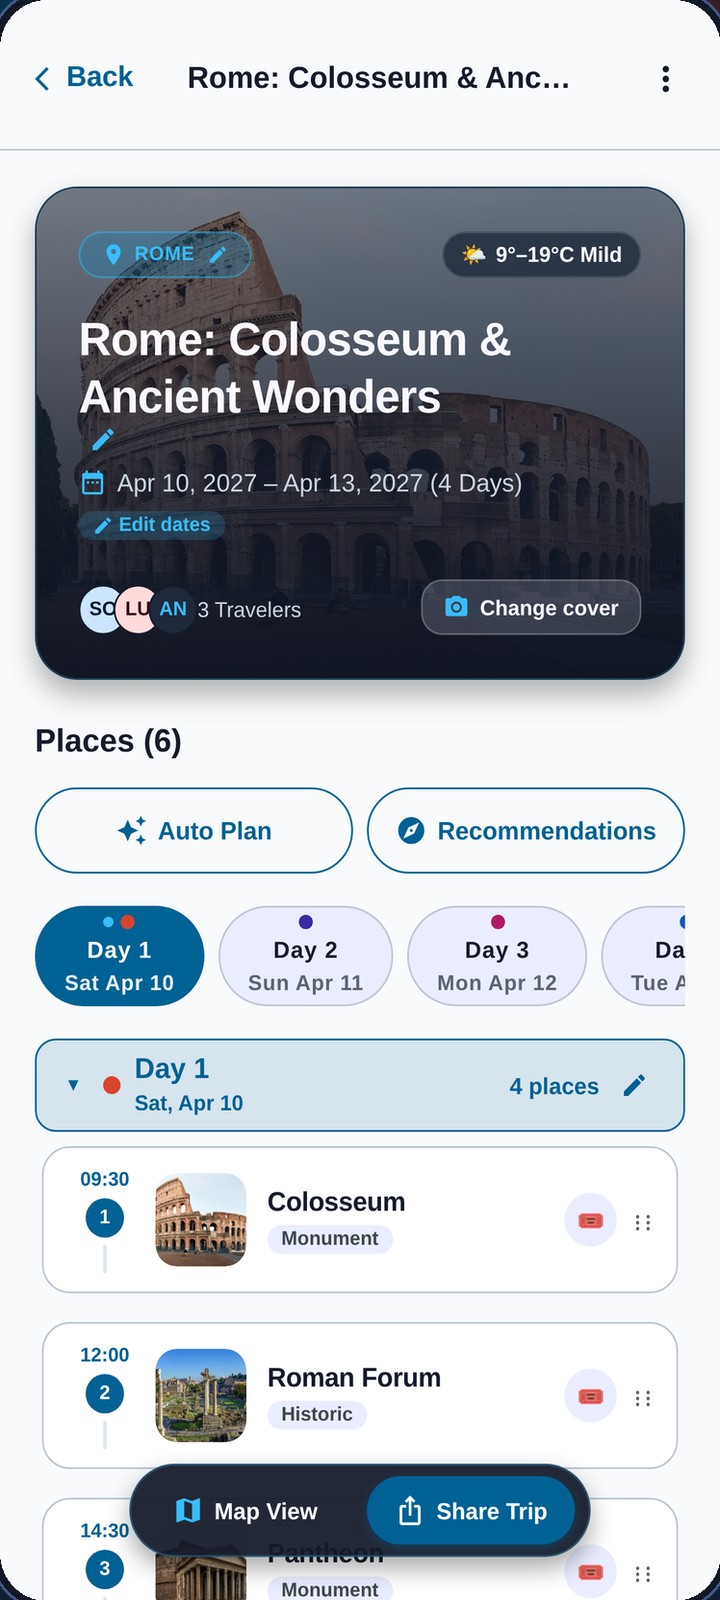 Back
Rome: Colosseum & Anc...
ROME
9°–19°C Mild
Rome: Colosseum &
Ancient Wonders
Apr 10, 2027 – Apr 13, 2027 (4 Days)
Edit dates
SO LU AN 3 Travelers
Change cover
Places (6)
Auto Plan
Recommendations
Day 1
Sat Apr 10
Day 2
Sun Apr 11
Day 3
Mon Apr 12
Da
Tue A
Day 1
Sat, Apr 10
4 places
09:30
1
Colosseum
Monument
12:00
2
Roman Forum
Historic
Map View
Share Trip
14:30
3
Pantheon
Monument